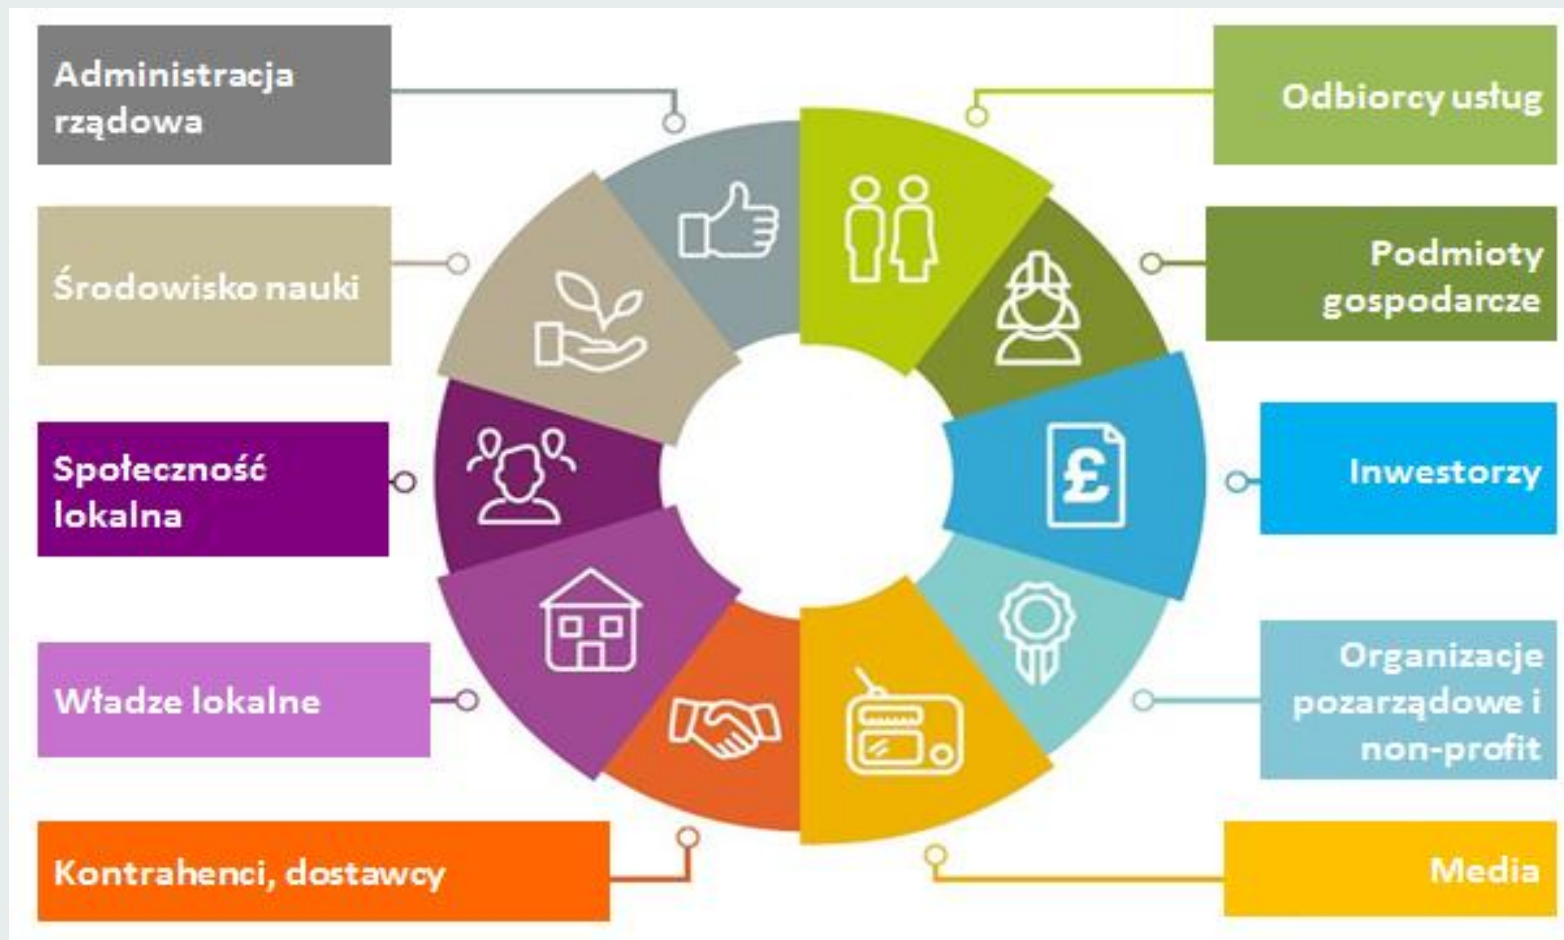 Administracja
rządowa
Środowisko nauki
Społeczność
lokalna
Władze lokalne
Kontrahenci, dostawcy
Odbiorcy usług
Podmioty
gospodarcze
Inwestorzy
£
Organizacje
pozarządowe i
non-profit
Media